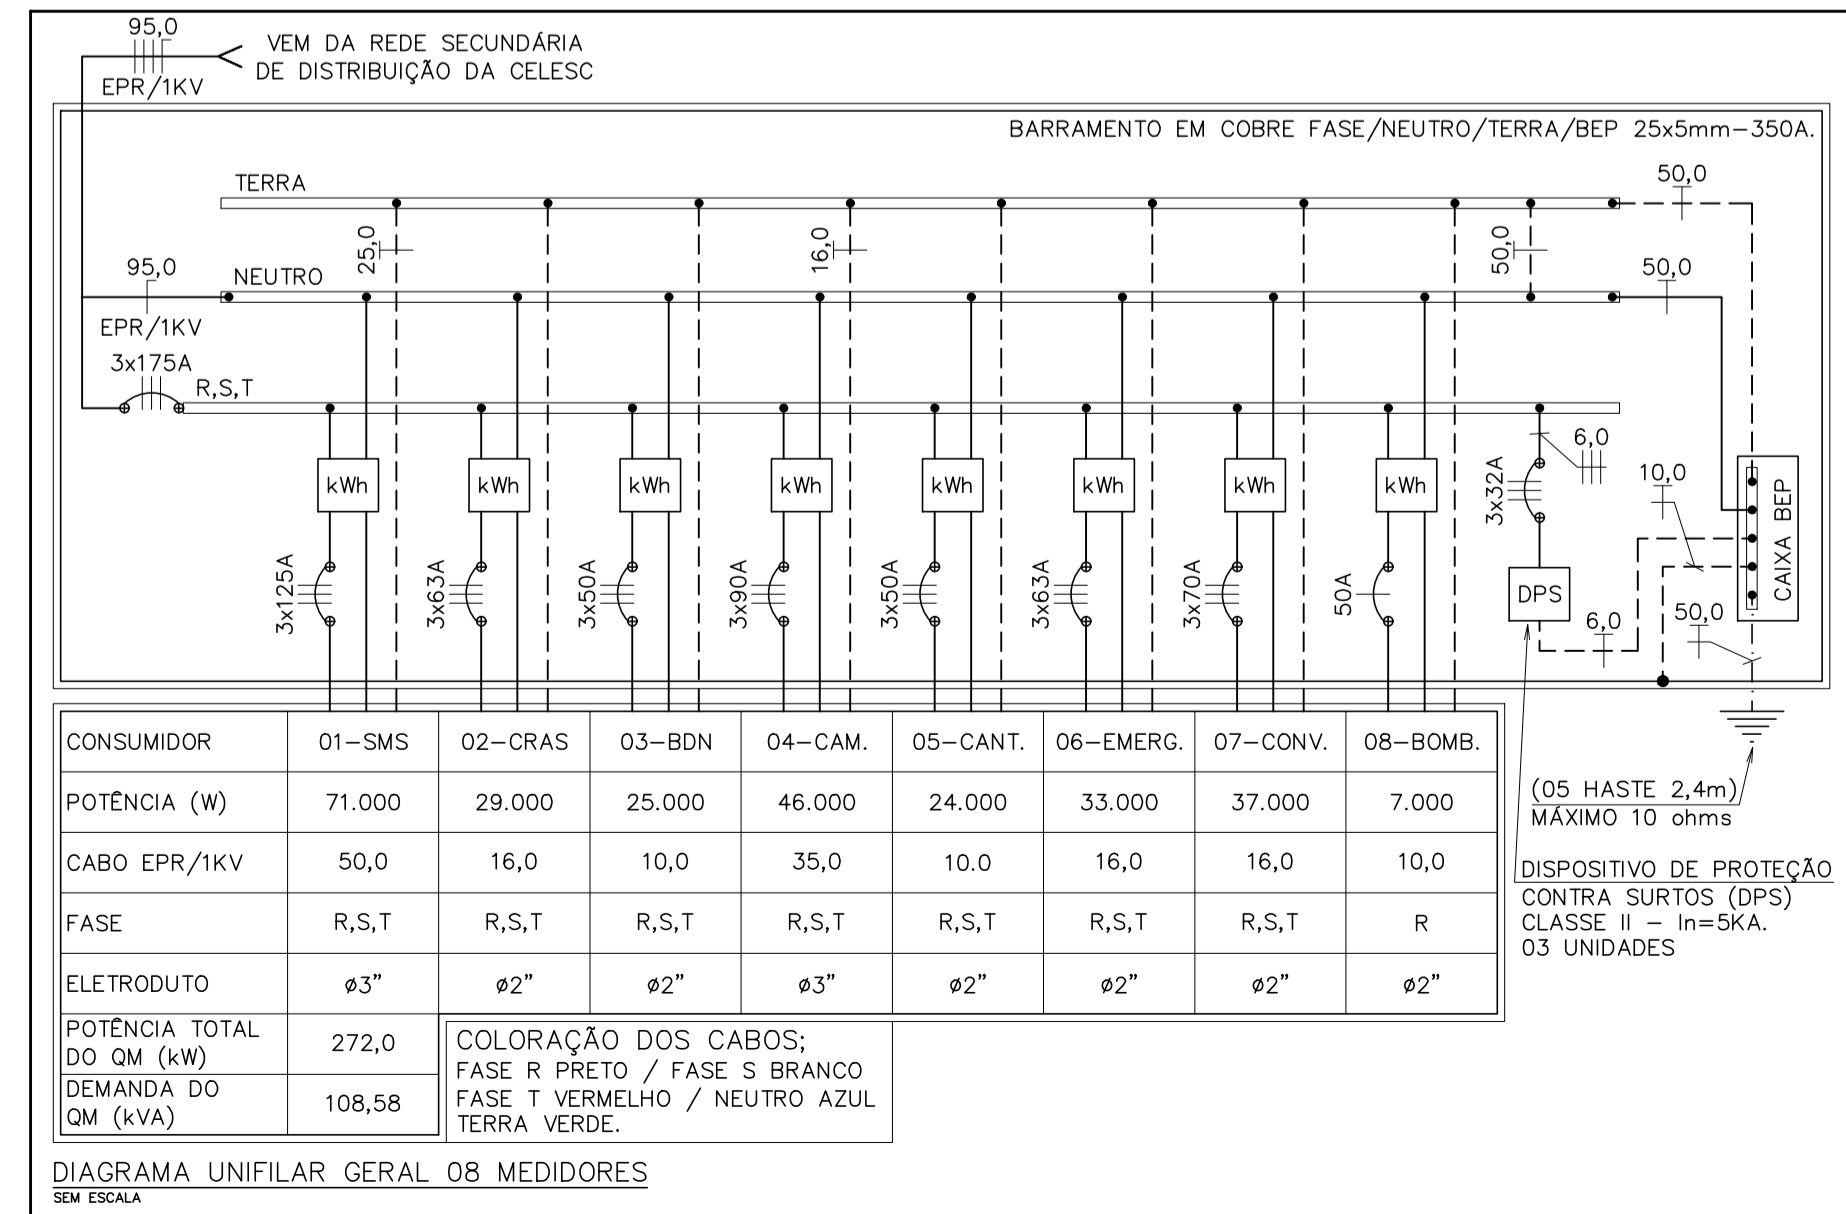 95,0
EPR/1KV
VEM DA REDE SECUNDÁRIA
DE DISTRIBUIÇÃO DA CELESC
BARRAMENTO EM COBRE FASE/NEUTRO/TERRA/BEP 25x5mm-350A.
TERRA
50,0
25,0
16,0
50,0
95,0
NEUTRO
50,0
EPR/1KV
3x175A
R,S,T
6,0
kWh
kWh
kWh
kWh
kWh
kWh
kWh
kWh
3x32A
10,0
CAIXA BEP
3x125A
3x63A
3x50A
3x90A
3x50A
3x63A
3x70A
50A
DPS
6,0
50,0
CONSUMIDOR 01-SMS 02-CRAS 03-BDN 04-CAM. 05-CANT. 06-EMERG. 07-CONV. 08-BOMB.
POTÊNCIA (W) 71.000 29.000 25.000 46.000 24.000 33.000 37.000 7.000
CABO EPR/1KV 50,0 16,0 10,0 35,0 10.0 16,0 16,0 10,0
FASE R,S,T R,S,T R,S,T R,S,T R,S,T R,S,T R,S,T R
ELETRODUTO ø3" ø2" ø2" ø3" ø2" ø2" ø2" ø2"
POTÊNCIA TOTAL
DO QM (kW)
272,0
DEMANDA DO
QM (kVA)
108,58
COLORAÇÃO DOS CABOS;
FASE R PRETO / FASE S BRANCO
FASE T VERMELHO / NEUTRO AZUL
TERRA VERDE.
(05 HASTE 2,4m)
MÁXIMO 10 ohms
DISPOSITIVO DE PROTEÇÃO
CONTRA SURTOS (DPS)
CLASSE II - In=5KA.
03 UNIDADES
DIAGRAMA UNIFILAR GERAL 08 MEDIDORES
SEM ESCALA